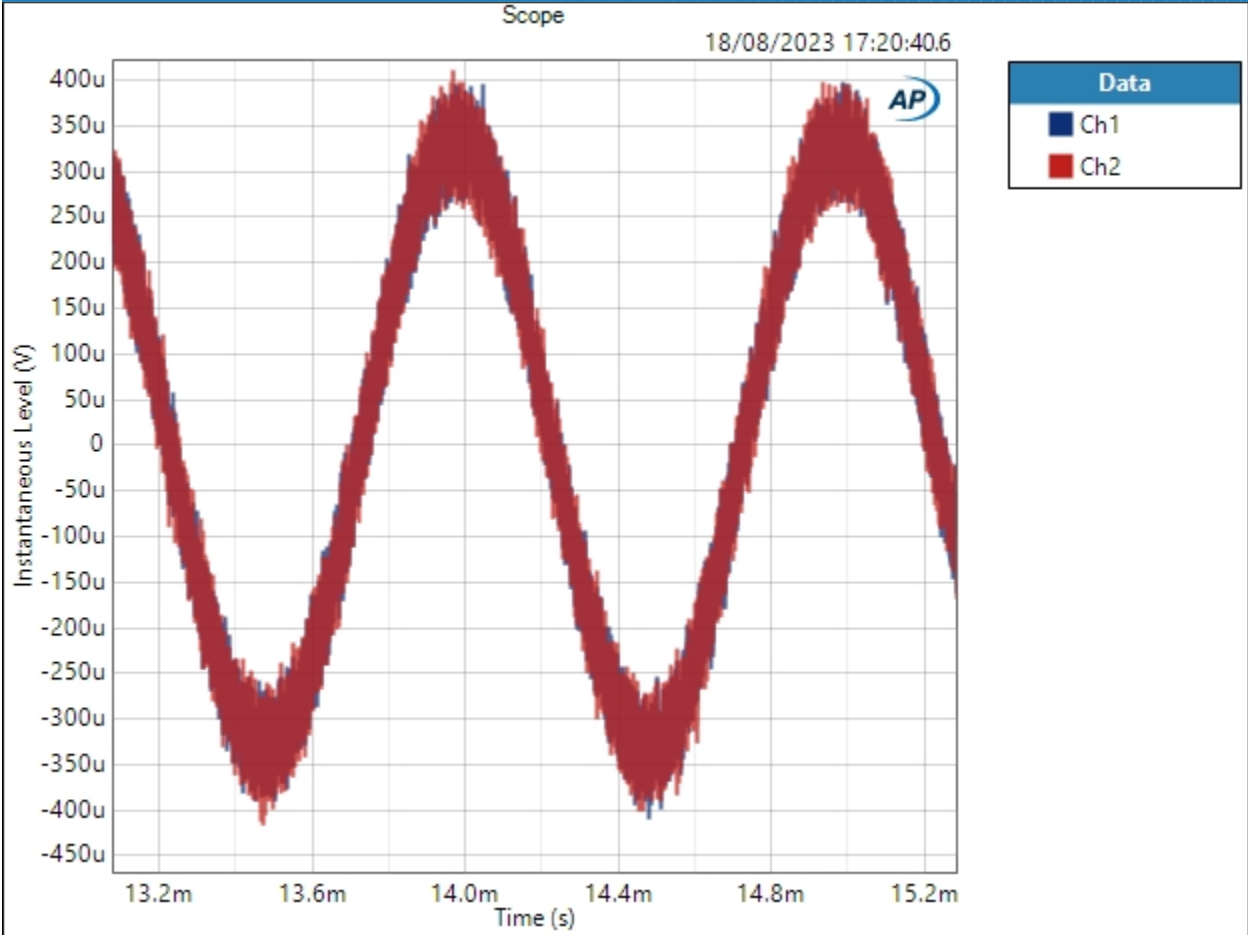 Scope
18/08/2023 17:20:40.6
AP
Data
Ch1
Ch2
Instantaneous Level (V)
400u
350u
300u
250u
200u
150u
100u
50u
0
-50u
-100u
-150u
-200u
-250u
-300u
-350u
-400u
-450u
13.2m 13.6m 14.0m 14.4m 14.8m 15.2m
Time (s)